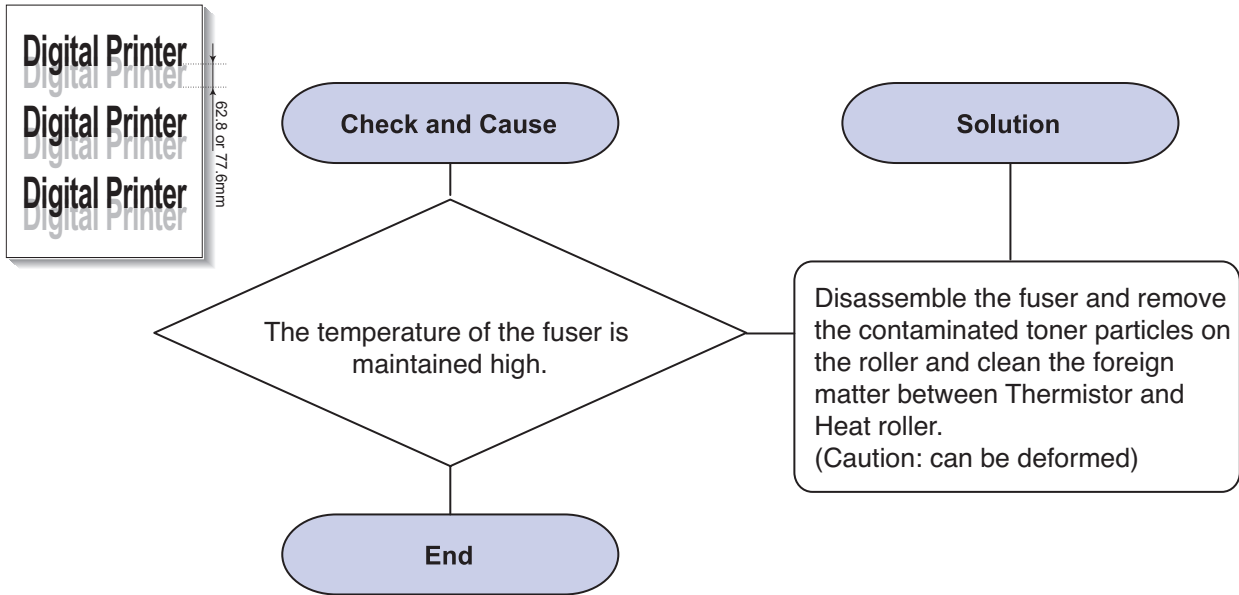 Digital Printer
Digital Printer
Digital Printer
Digital Printer
Digital Printer
Digital Printer
62.8 or 77.6mm
Check and Cause
The temperature of the fuser is
maintained high.
End
Solution
Disassemble the fuser and remove
the contaminated toner particles on
the roller and clean the foreign
matter between Thermistor and
Heat roller.
(Caution: can be deformed)